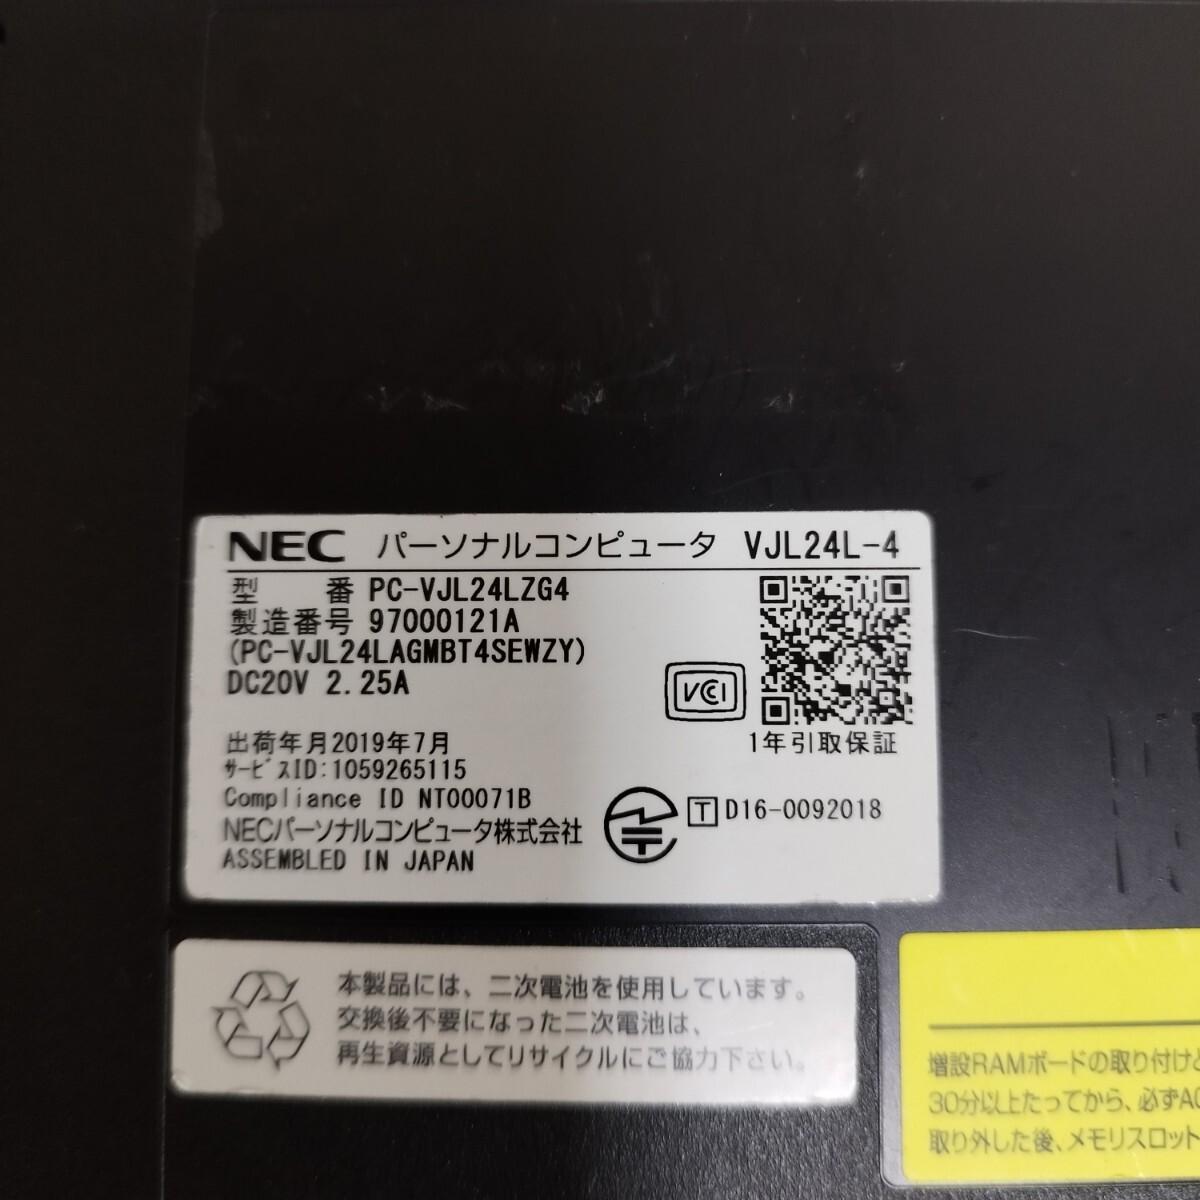 NEC パーソナルコンピュータ VJL24L-4
型 番 PC-VJL24LZG4
製造番号 97000121A
(PC-VJL24LAGMBT4SEWZY)
DC20V 2.25A
VCCI
1年引取保証
出荷年月2019年7月
ｻｰﾋﾞｽID:1059265115
Compliance ID NT00071B
T D16-0092018
NECパーソナルコンピュータ株式会社
ASSEMBLED IN JAPAN
本製品には、二次電池を使用しています。
交換後不要になった二次電池は、
再生資源としてリサイクルにご協力下さい。
増設RAMボードの取り付けと
30分以上たってから、必ずAC
取り外した後、メモリスロット